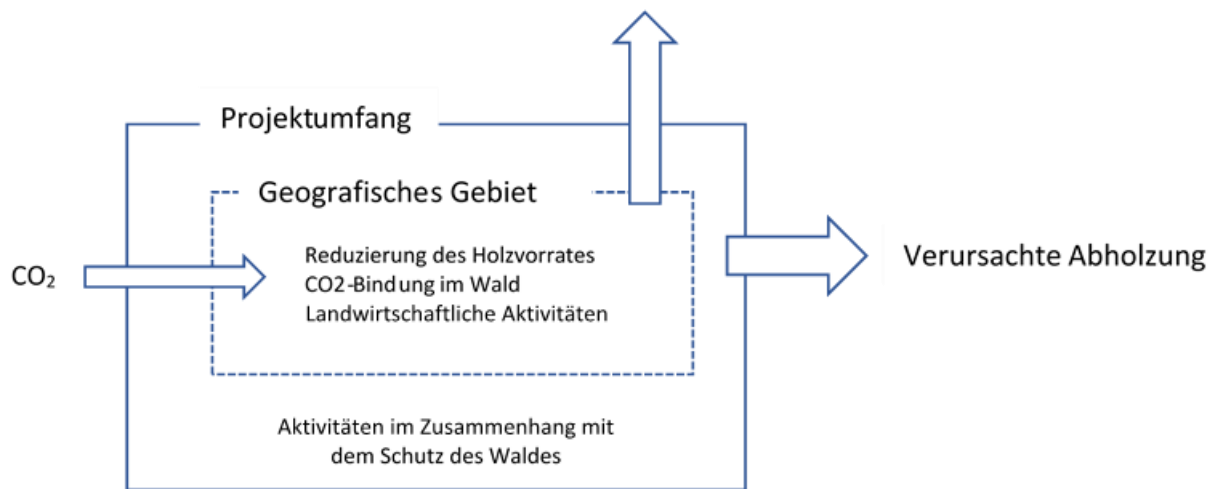 Projektumfang
Geografisches Gebiet
Reduzierung des Holzvorrates
CO2-Bindung im Wald
Landwirtschaftliche Aktivitäten
CO₂
Verursachte Abholzung
Aktivitäten im Zusammenhang mit
dem Schutz des Waldes